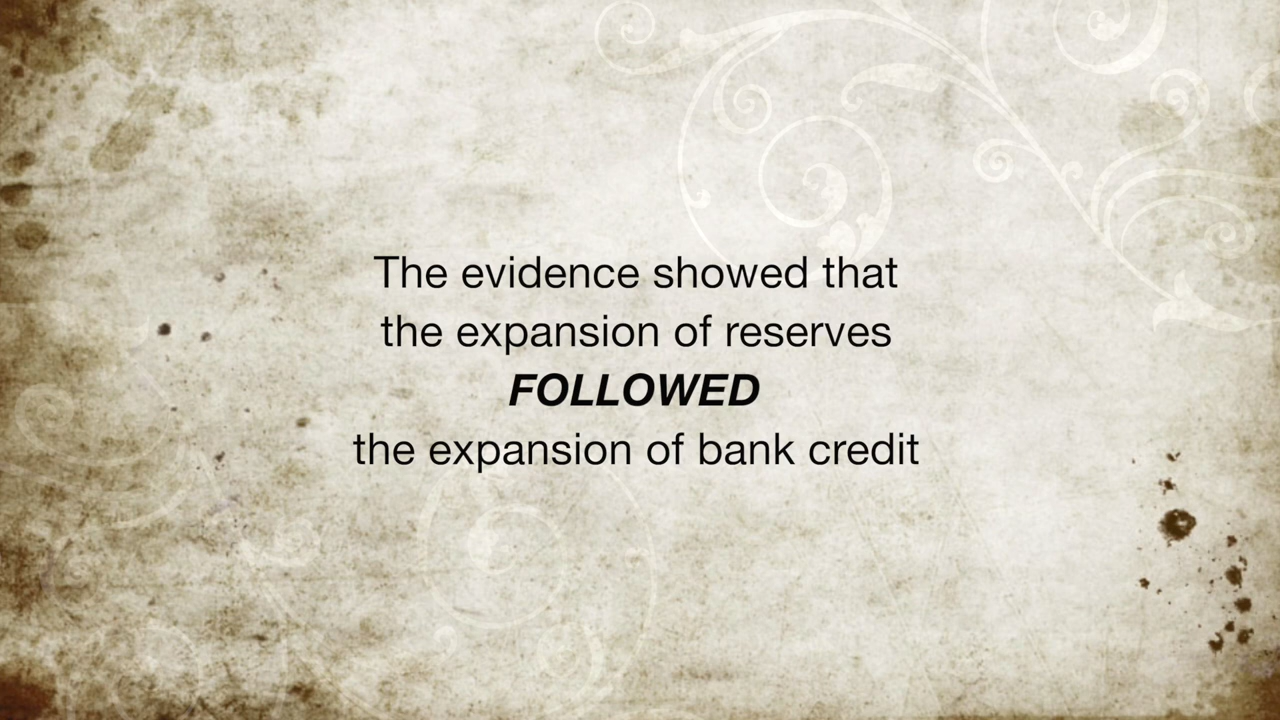 The evidence showed that
the expansion of reserves
FOLLOWED
the expansion of bank credit